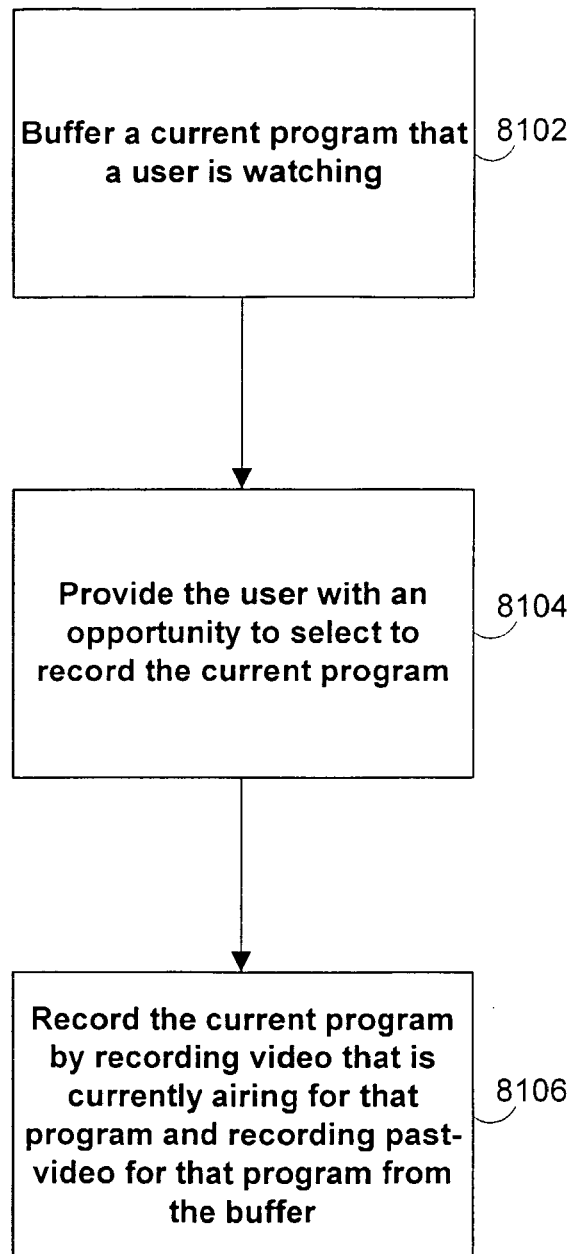 Buffer a current program that
a user is watching
8102
Provide the user with an
opportunity to select to
record the current program
8104
Record the current program
by recording video that is
currently airing for that
program and recording past-
video for that program from
the buffer
8106